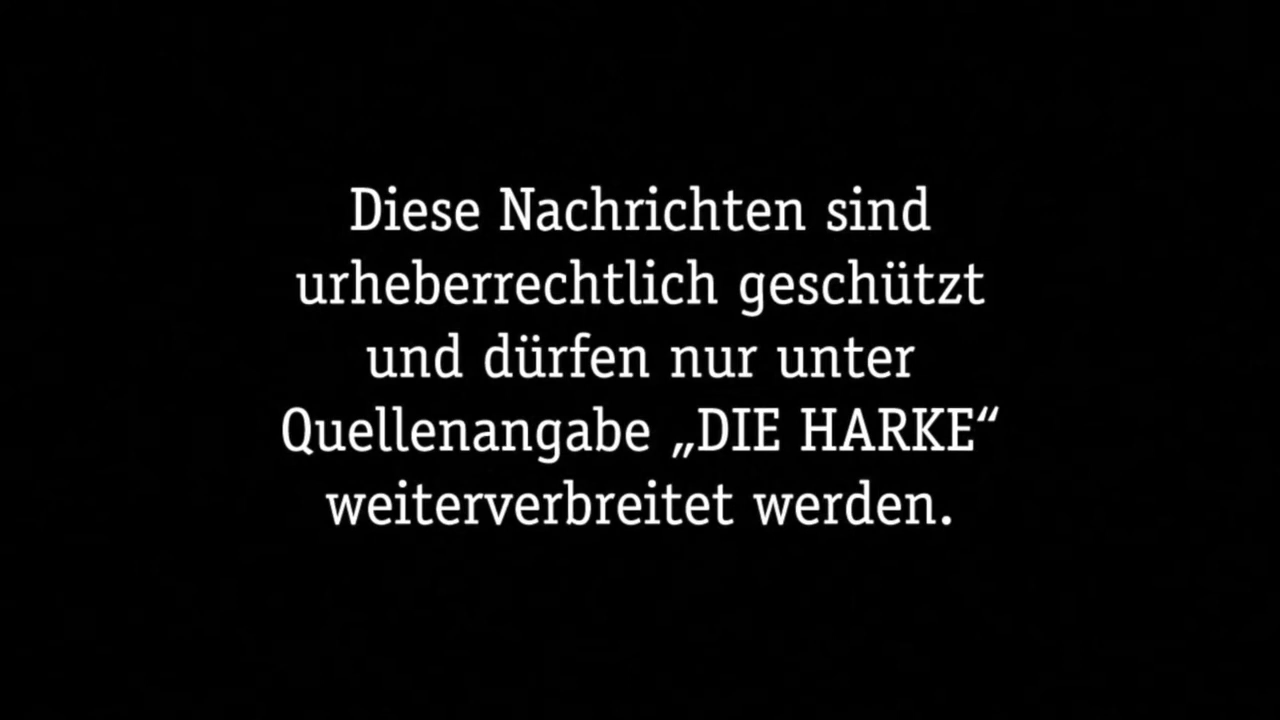 Diese Nachrichten sind
urheberrechtlich geschützt
und dürfen nur unter
Quellenangabe „DIE HARKE“
weiterverbreitet werden.